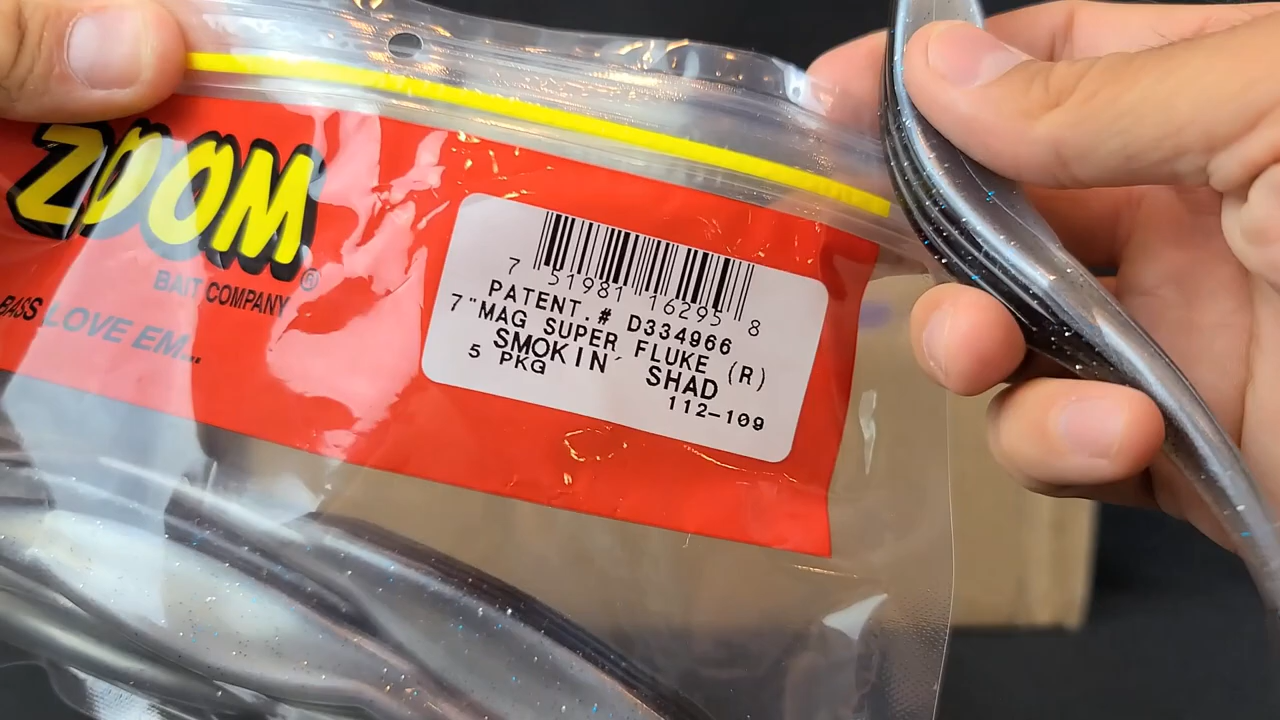 ZOOM
®
BAIT COMPANY
BASS LOVE EM...
7 51981 16295 8
PATENT.# D334966
7"MAG SUPER FLUKE (R)
SMOKIN' SHAD
5 PKG
112-109